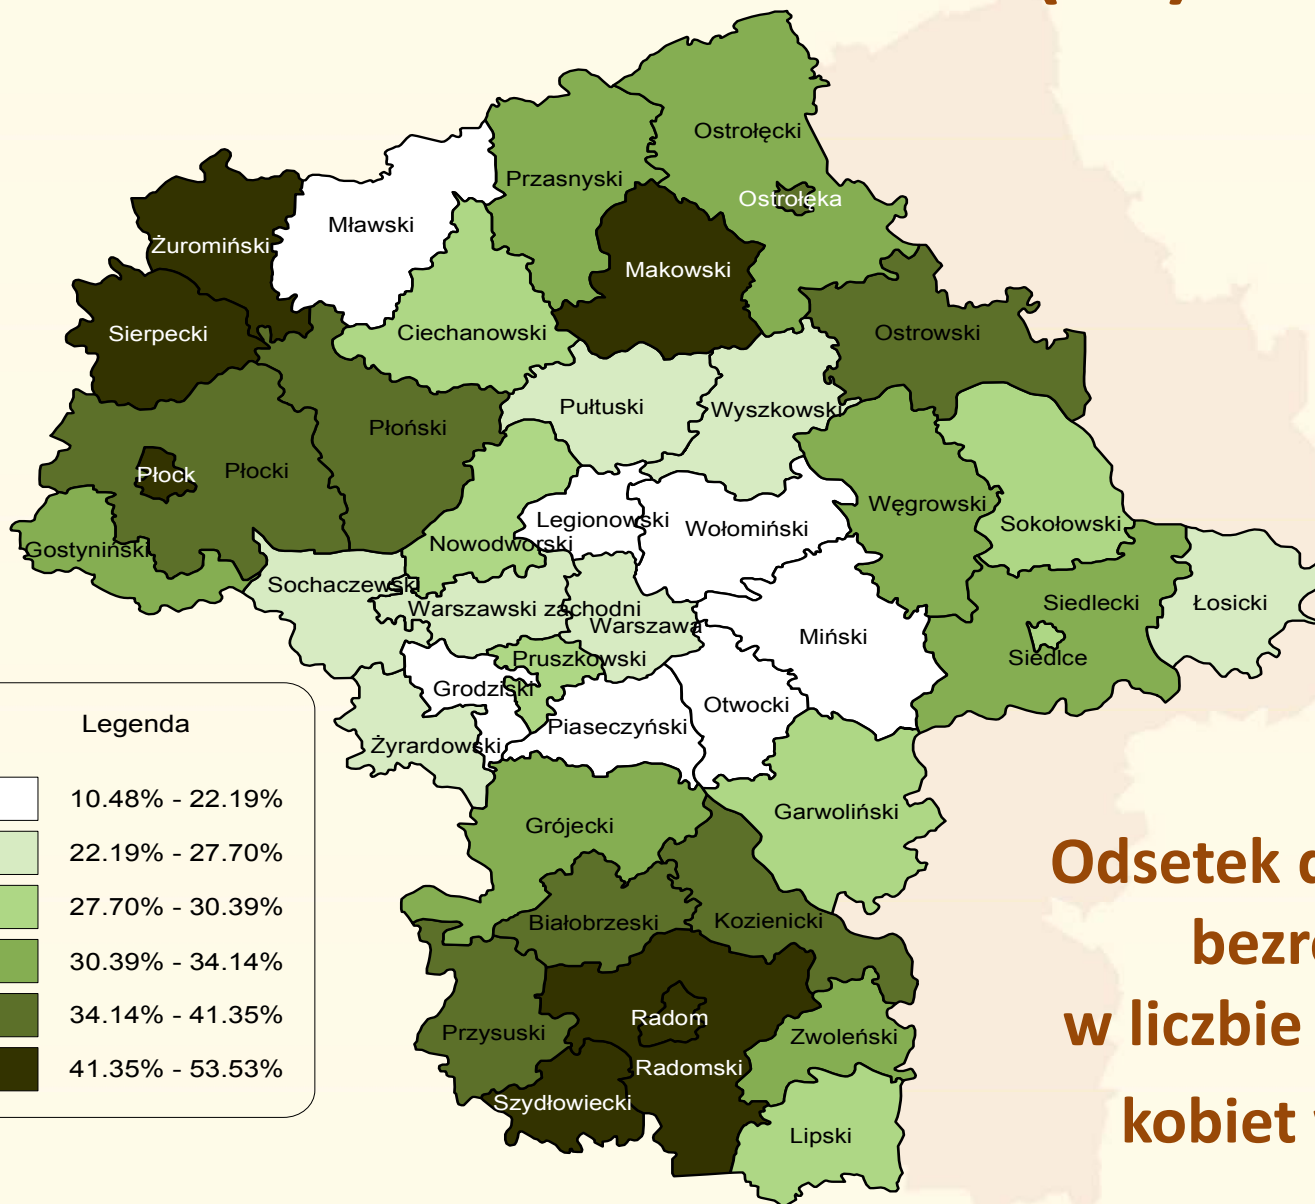 Ostrołęcki
Przasnyski
Ostrołęka
Mławski
Żuromiński
Makowski
Sierpecki
Ciechanowski
Ostrowski
Pułtuski
Wyszkowski
Płoński
Płock
Płocki
Węgrowski
Legionowski
Wołomiński
Sokołowski
Nowodworski
Gostyniński
Sochaczewski
Siedlecki
Łosicki
Warszawski zachodni
Warszawa
Miński
Siedlce
Pruszkowski
Grodziski
Otwocki
Piaseczyński
Żyrardowski
Garwoliński
Grójecki
Białobrzeski
Kozienicki
Radom
Przysuski
Zwoleński
Radomski
Szydłowiecki
Lipski
Legenda
10.48% - 22.19%
22.19% - 27.70%
27.70% - 30.39%
30.39% - 34.14%
34.14% - 41.35%
41.35% - 53.53%
Odsetek
w liczbie
kobiet